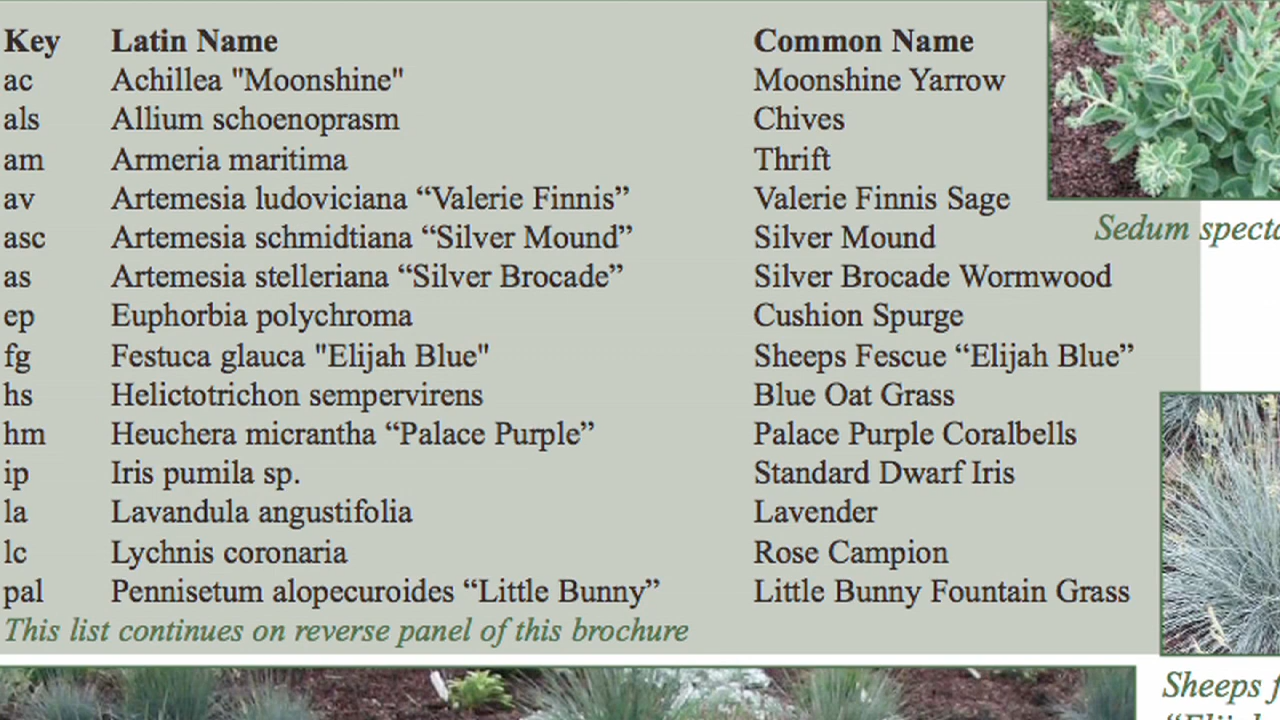 Key Latin Name Common Name
ac Achillea "Moonshine" Moonshine Yarrow
als Allium schoenoprasm Chives
am Armeria maritima Thrift
av Artemesia ludoviciana “Valerie Finnis” Valerie Finnis Sage
asc Artemesia schmidtiana “Silver Mound” Silver Mound
as Artemesia stelleriana “Silver Brocade” Silver Brocade Wormwood
ep Euphorbia polychroma Cushion Spurge
fg Festuca glauca "Elijah Blue" Sheeps Fescue “Elijah Blue”
hs Helictotrichon sempervirens Blue Oat Grass
hm Heuchera micrantha “Palace Purple” Palace Purple Coralbells
ip Iris pumila sp. Standard Dwarf Iris
la Lavandula angustifolia Lavender
lc Lychnis coronaria Rose Campion
pal Pennisetum alopecuroides “Little Bunny” Little Bunny Fountain Grass
This list continues on reverse panel of this brochure
Sedum
Sheeps